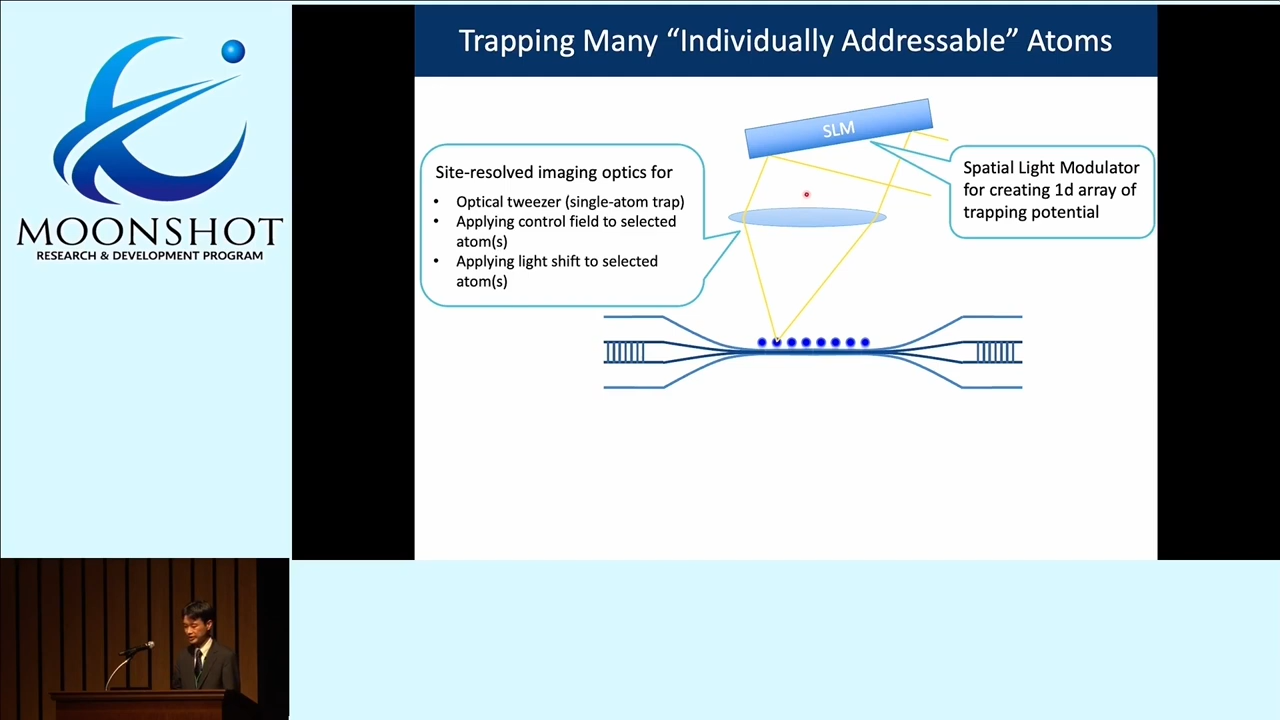 MOONSHOT
RESEARCH & DEVELOPMENT PROGRAM
Trapping Many “Individually Addressable” Atoms
SLM
Site-resolved imaging optics for
• Optical tweezer (single-atom trap)
• Applying control field to selected
atom(s)
• Applying light shift to selected
atom(s)
Spatial Light Modulator
for creating 1d array of
trapping potential